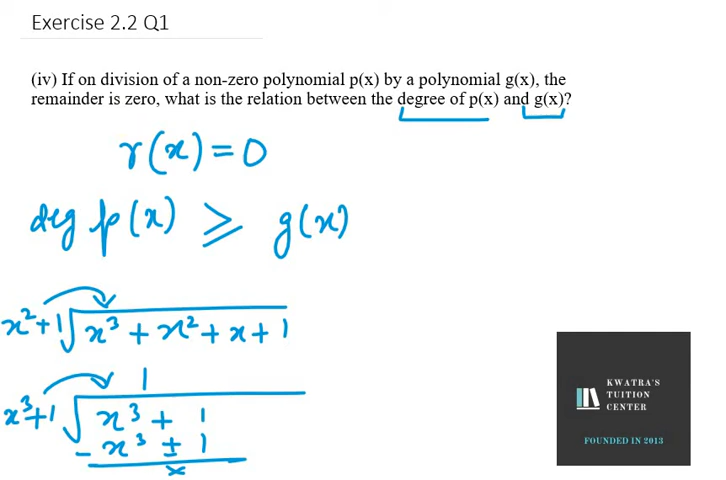 Exercise 2.2 Q1
(iv) If on division of a non-zero polynomial p(x) by a polynomial g(x), the
remainder is zero, what is the relation between the degree of p(x) and g(x)?
r(x) = 0
deg p(x) ⩾ g(x)
x²+1 √ x³ + x² + x + 1
1
x³+1 √ x³ + 1
- x³ ± 1
×
KWATRA'S
TUITION
CENTER
FOUNDED IN 2013